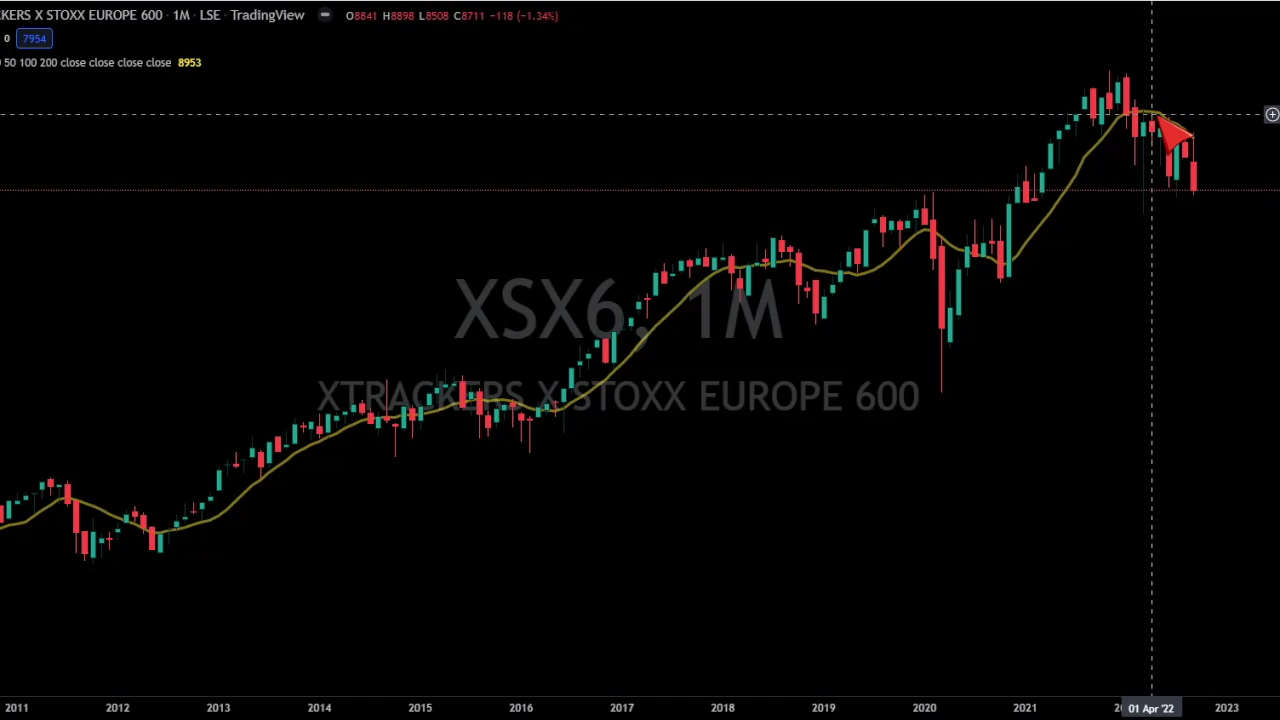 KERS X STOXX EUROPE 600 · 1M · LSE · TradingView O8841 H8898 L8508 C8711 −118 (−1.34%)
0 7954
50 100 200 close close close close 8953
XSX6, 1M
XTRACKERS X STOXX EUROPE 600
2011 2012 2013 2014 2015 2016 2017 2018 2019 2020 2021 01 Apr '22 2023